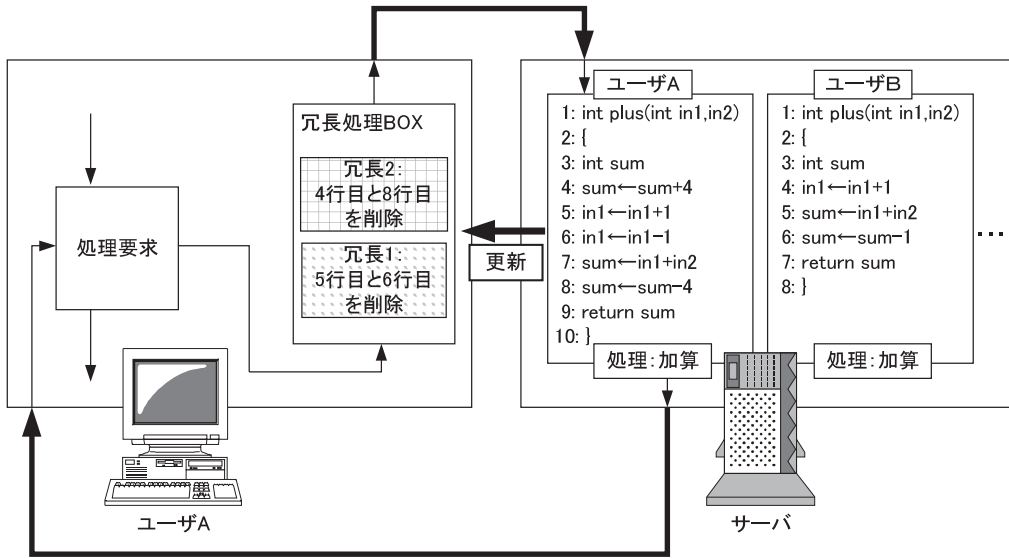 処理要求
冗長処理BOX
冗長2:
4行目と8行目
を削除
冗長1:
5行目と6行目
を削除
更新
ユーザA
1: int plus(int in1,in2)
2: {
3: int sum
4: sum←sum+4
5: in1←in1+1
6: in1←in1−1
7: sum←in1+in2
8: sum←sum−4
9: return sum
10: }
処理:加算
ユーザB
1: int plus(int in1,in2)
2: {
3: int sum
4: in1←in1+1
5: sum←in1+in2
6: sum←sum−1
7: return sum
8: }
処理:加算
…
ユーザA
サーバ